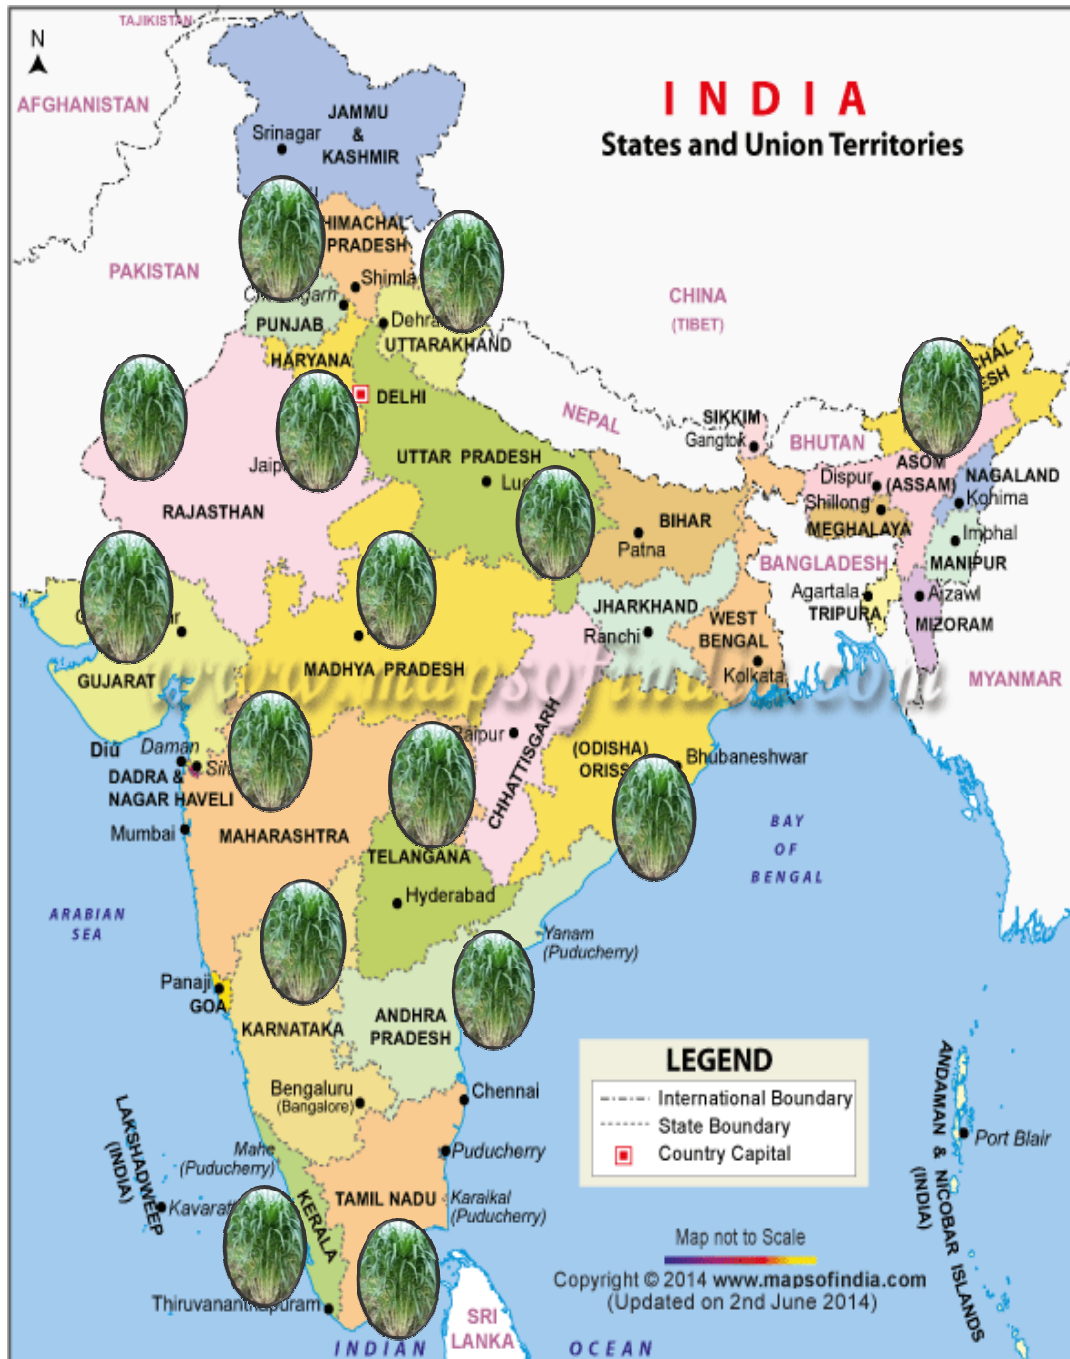 TAJIKISTAN
N
AFGHANISTAN
INDIA
States and Union Territories
JAMMU
&
KASHMIR
Srinagar
HIMACHAL
PRADESH
Shimla
PAKISTAN
CHINA
(TIBET)
PUNJAB
UTTARAKHAND
HARYANA
DELHI
NEPAL
SIKKIM
Gangtok
BHUTAN
UTTAR PRADESH
RAJASTHAN
Dispur
ASOM
(ASSAM)
NAGALAND
Kohima
Shillong
MEGHALAYA
BIHAR
Patna
Imphal
MANIPUR
BANGLADESH
Agartala
TRIPURA
Aizawl
MIZORAM
JHARKHAND
Ranchi
WEST
BENGAL
Kolkata
MYANMAR
MADHYA PRADESH
GUJARAT
www.mapsofindia.com
Diu
Daman
DADRA &
NAGAR HAVELI
Mumbai
MAHARASHTRA
Raipur
CHHATTISGARH
(ODISHA)
Bhubaneshwar
TELANGANA
Hyderabad
BAY
OF
BENGAL
ARABIAN
SEA
Yanam
(Puducherry)
Panaji
GOA
KARNATAKA
ANDHRA
PRADESH
Bengaluru
(Bangalore)
Chennai
LEGEND
International Boundary
State Boundary
Country Capital
LAKSHADWEEP
(INDIA)
Mahe
(Puducherry)
Puducherry
TAMIL NADU
Karaikal
(Puducherry)
KERALA
Thiruvananthapuram
ANDAMAN & NICOBAR ISLANDS
(INDIA)
Port Blair
Map not to Scale
Copyright © 2014 www.mapsofindia.com
(Updated on 2nd June 2014)
SRI
LANKA
INDIAN OCEAN